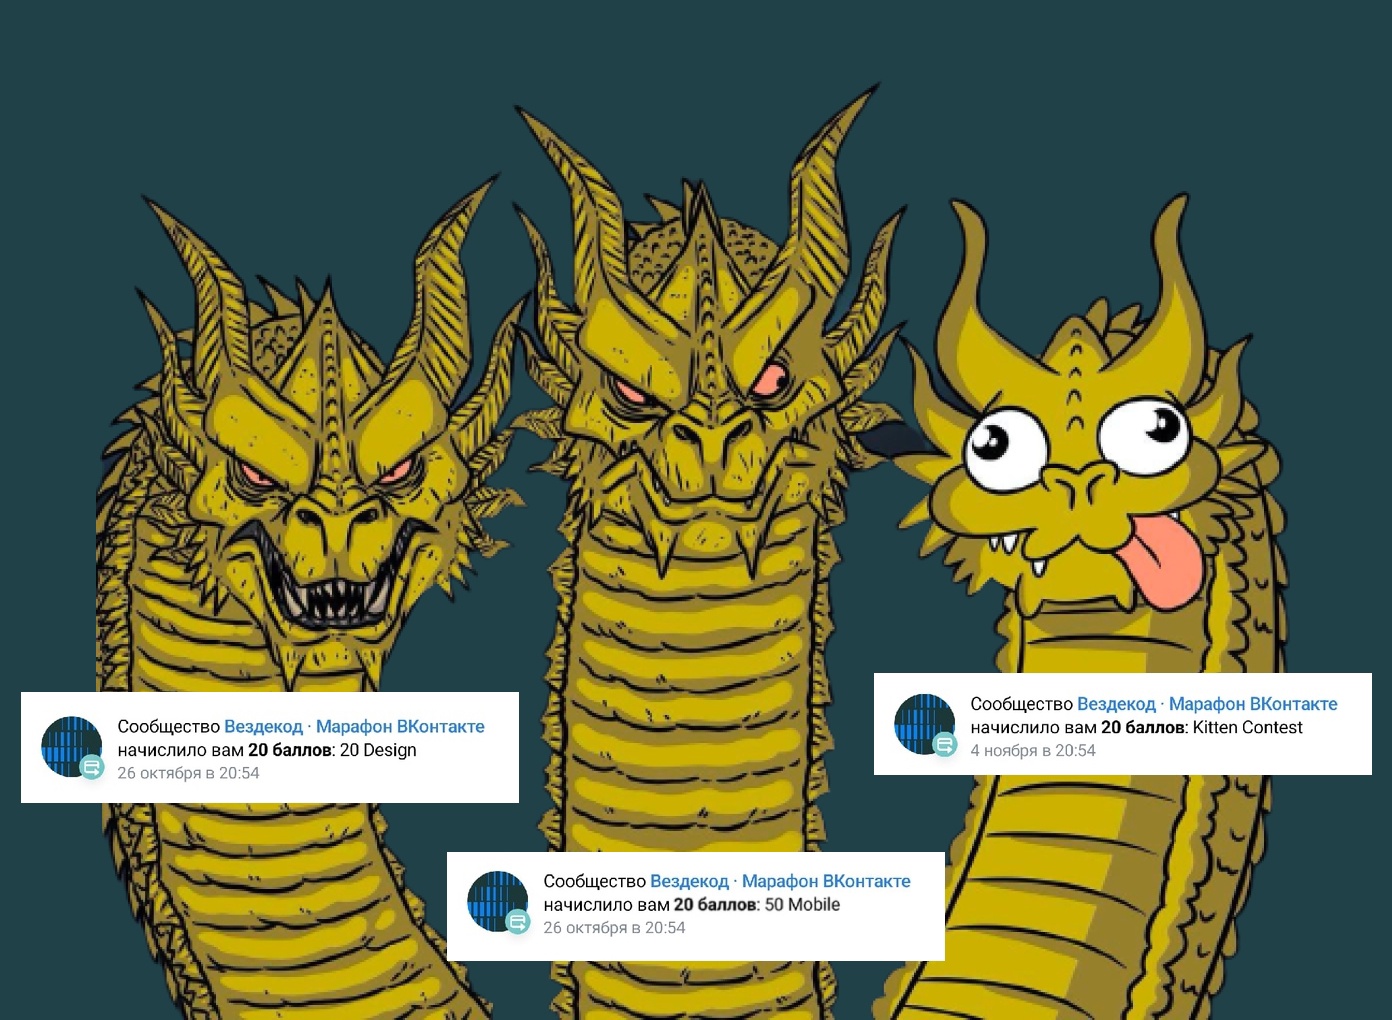 Сообщество Вездекод · Марафон ВКонтакте
начислило вам 20 баллов: 20 Design
26 октября в 20:54
Сообщество Вездекод · Марафон ВКонтакте
начислило вам 20 баллов: 50 Mobile
26 октября в 20:54
Сообщество Вездекод · Марафон ВКонтакте
начислило вам 20 баллов: Kitten Contest
4 ноября в 20:54